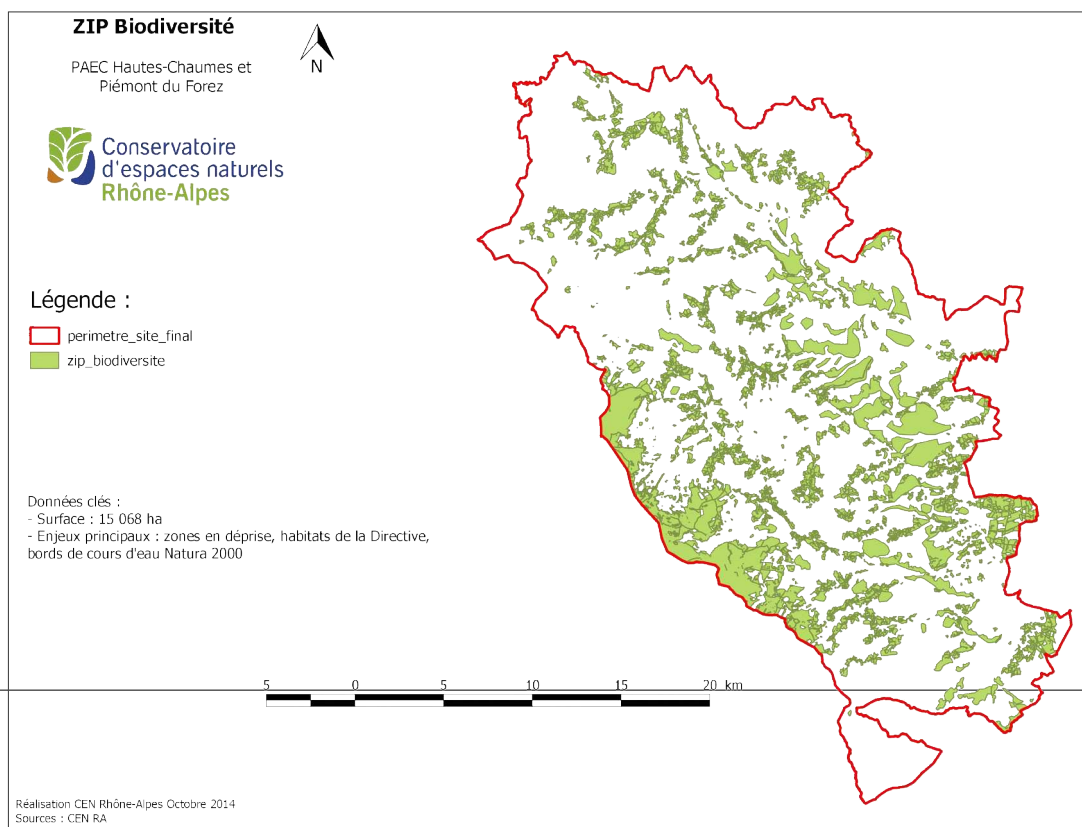 ZIP Biodiversité
PAEC Hautes-Chaumes et
Piémont du Forez
N
Conservatoire
d'espaces naturels
Rhône-Alpes
Légende :
perimetre_site_final
zip_biodiversite
Données clés :
- Surface : 15 068 ha
- Enjeux principaux : zones en déprise, habitats de la Directive,
bords de cours d'eau Natura 2000
5 0 5 10 15 20 km
Réalisation CEN Rhône-Alpes Octobre 2014
Sources : CEN RA